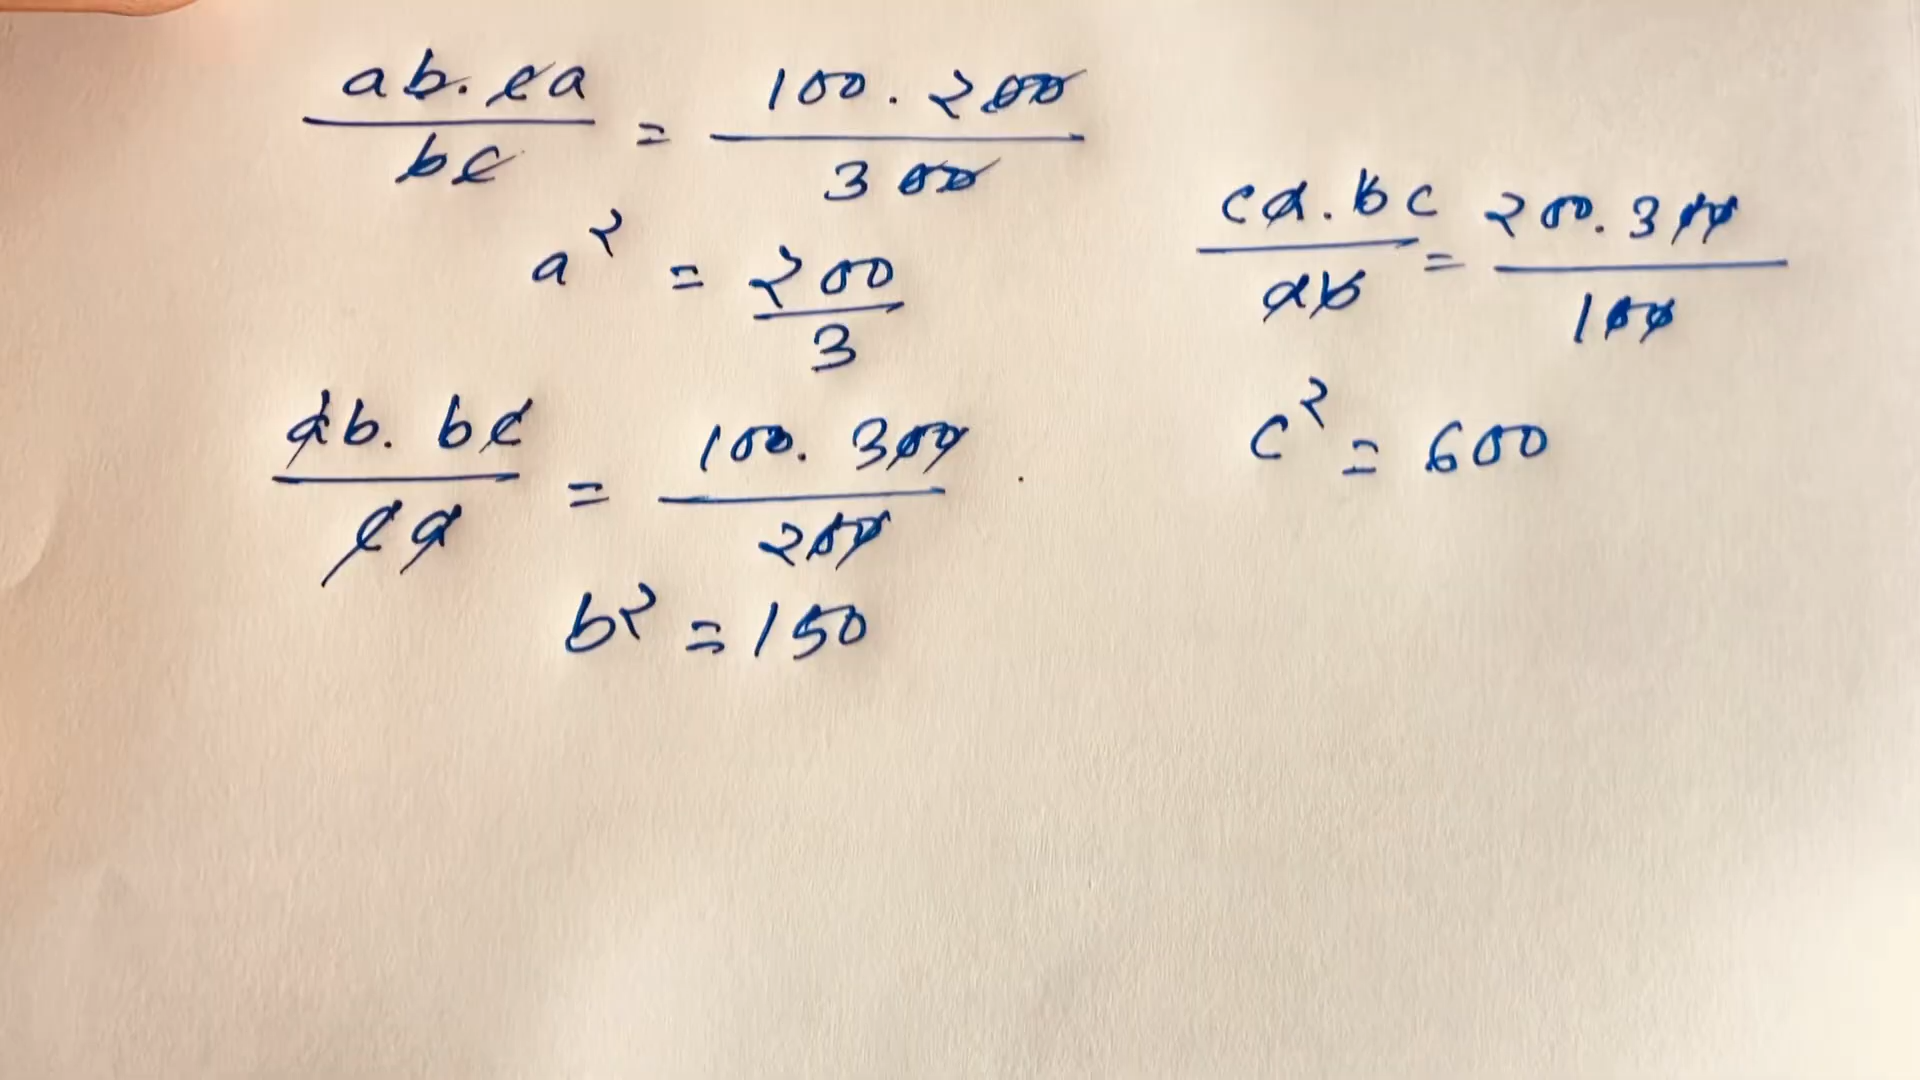 ab.ca / bc = 100.200 / 300
a² = 200 / 3
ab. bc / ca = 100. 300 / 200
b² = 150
ca.bc / ab = 200.300 / 100
c² = 600